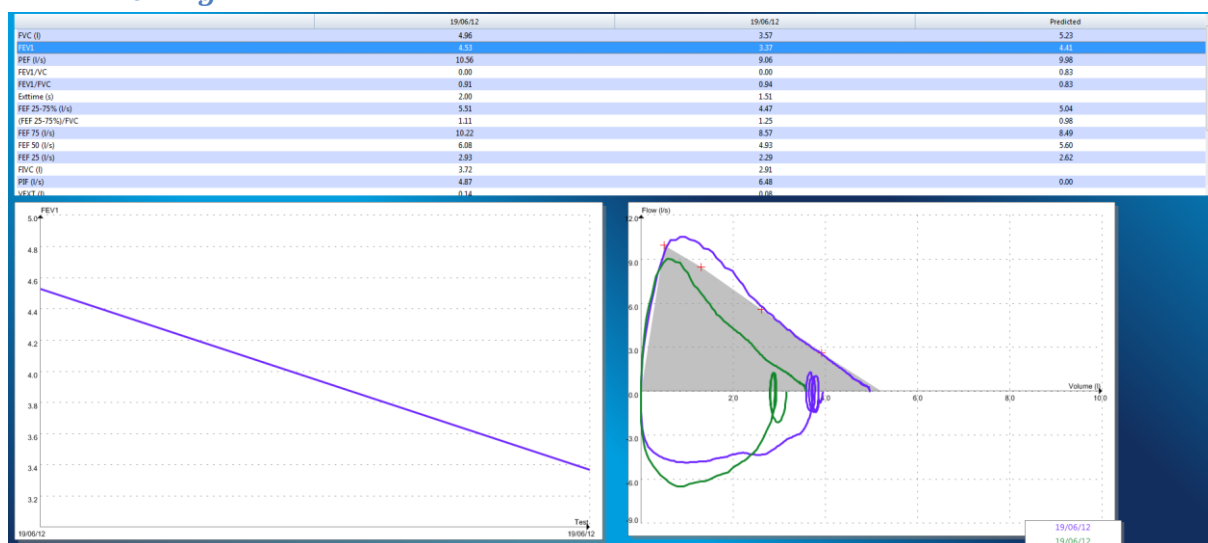 19/06/12 19/06/12 Predicted
FVC (l) 4.96 3.57 5.23
FEV1 4.53 3.37 4.41
PEF (l/s) 10.56 9.06 9.98
FEV1/VC 0.00 0.00 0.83
FEV1/FVC 0.91 0.94 0.83
Exttime (s) 2.00 1.51
FEF 25-75% (l/s) 5.51 4.47 5.04
(FEF 25-75%)/FVC 1.11 1.25 0.98
FEF 75 (l/s) 10.22 8.57 8.49
FEF 50 (l/s) 6.08 4.93 5.60
FEF 25 (l/s) 2.93 2.29 2.62
FIVC (l) 3.72 2.91
PIF (l/s) 4.87 6.48 0.00
VEXT (l) 0.14 0.08
FEV1
5.0
4.8
4.6
4.4
4.2
4.0
3.8
3.6
3.4
3.2
Test
19/06/12 19/06/12
Flow (l/s)
12.0
9.0
6.0
3.0
0.0
-3.0
-6.0
-9.0
2,0 4,0 6,0 8,0 10,0
Volume (l)
19/06/12
19/06/12